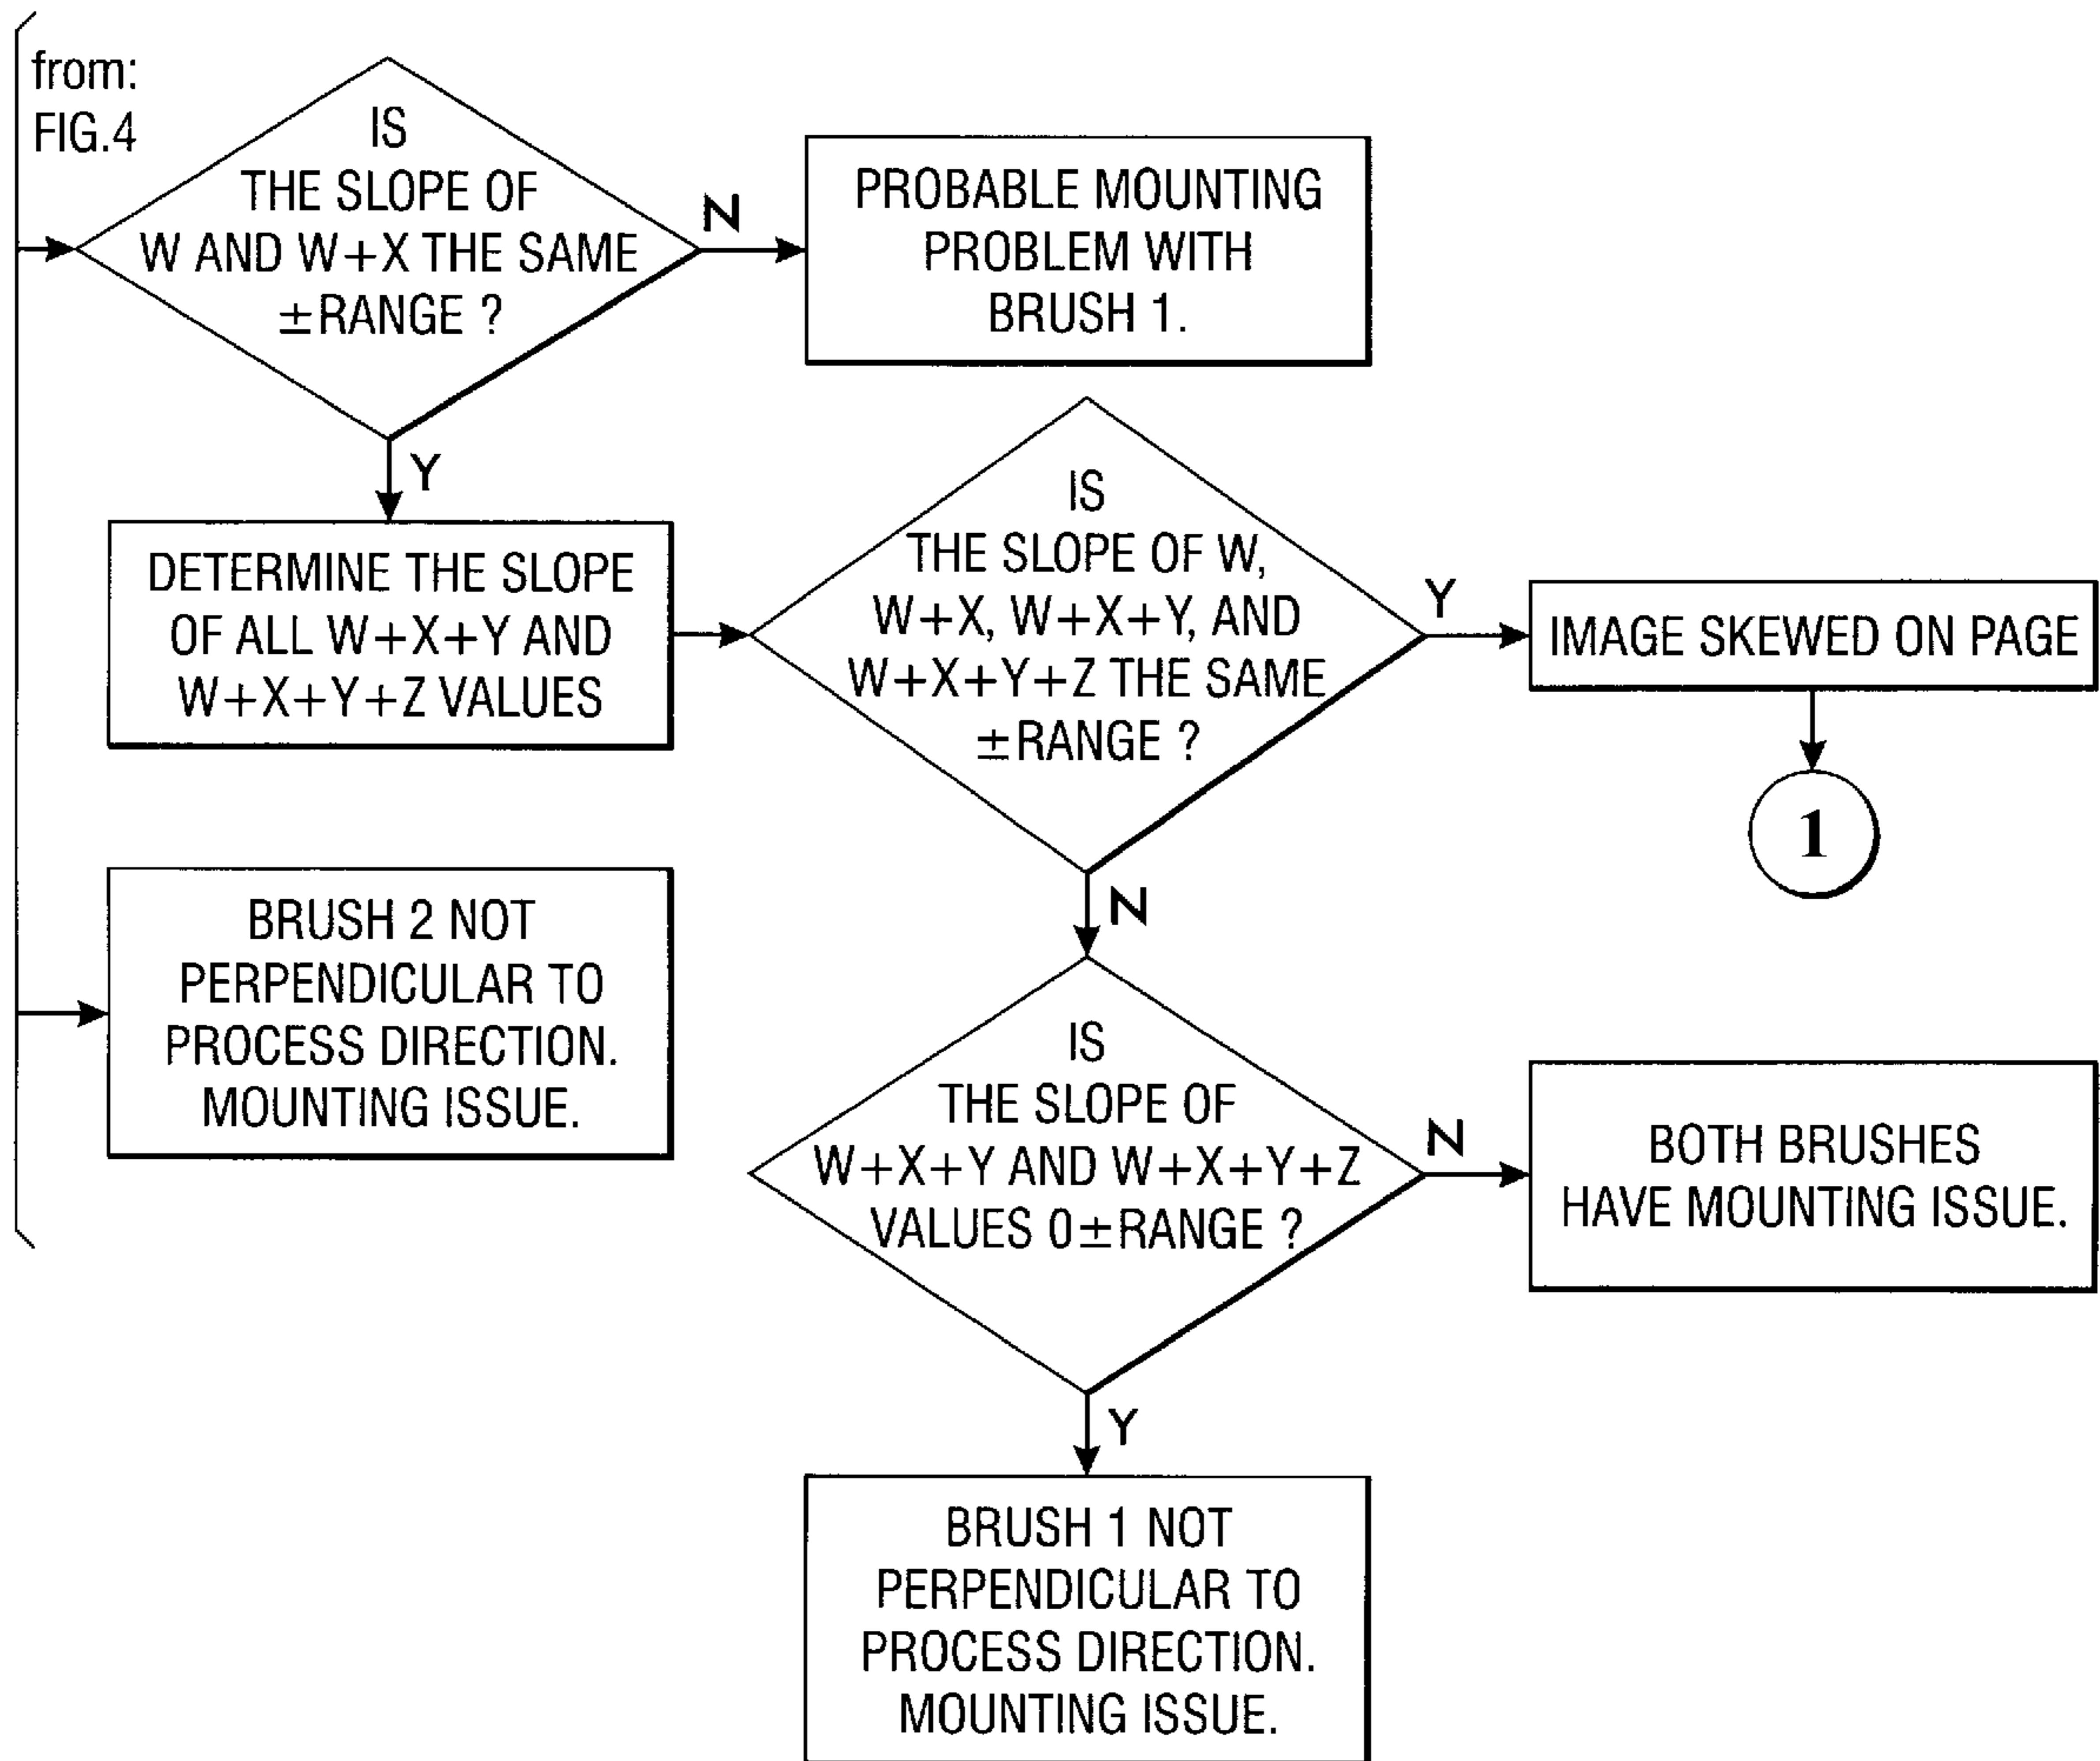 from:
FIG.4
IS
THE SLOPE OF
W AND W+X THE SAME
±RANGE ?
N
PROBABLE MOUNTING
PROBLEM WITH
BRUSH 1.
Y
DETERMINE THE SLOPE
OF ALL W+X+Y AND
W+X+Y+Z VALUES
IS
THE SLOPE OF W,
W+X, W+X+Y, AND
W+X+Y+Z THE SAME
±RANGE ?
Y
IMAGE SKEWED ON PAGE
1
N
BRUSH 2 NOT
PERPENDICULAR TO
PROCESS DIRECTION.
MOUNTING ISSUE.
IS
THE SLOPE OF
W+X+Y AND W+X+Y+Z
VALUES 0±RANGE ?
N
BOTH BRUSHES
HAVE MOUNTING ISSUE.
Y
BRUSH 1 NOT
PERPENDICULAR TO
PROCESS DIRECTION.
MOUNTING ISSUE.